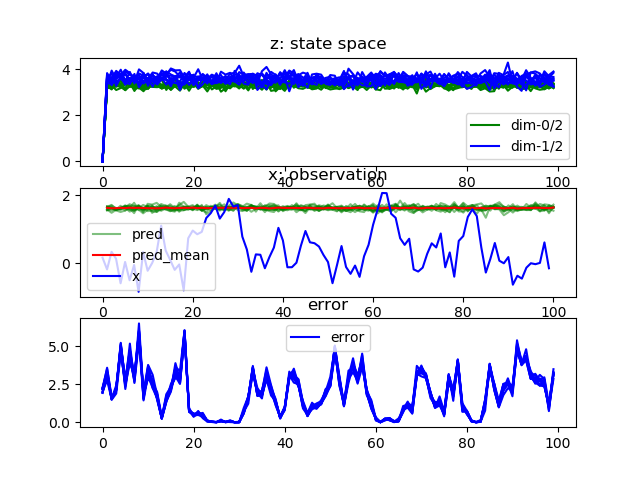 z: state space
4
2
0
dim-0/2
dim-1/2
0 20 40 60 80 100
x: observation
2
0
pred
pred_mean
x
0 20 40 60 80 100
error
5.0
2.5
0.0
error
0 20 40 60 80 100